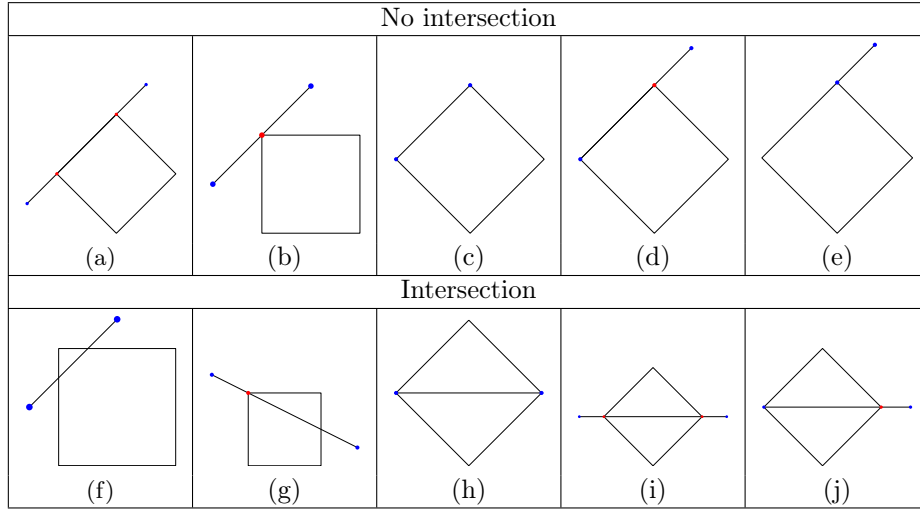 No intersection
(a) (b) (c) (d) (e)
Intersection
(f) (g) (h) (i) (j)